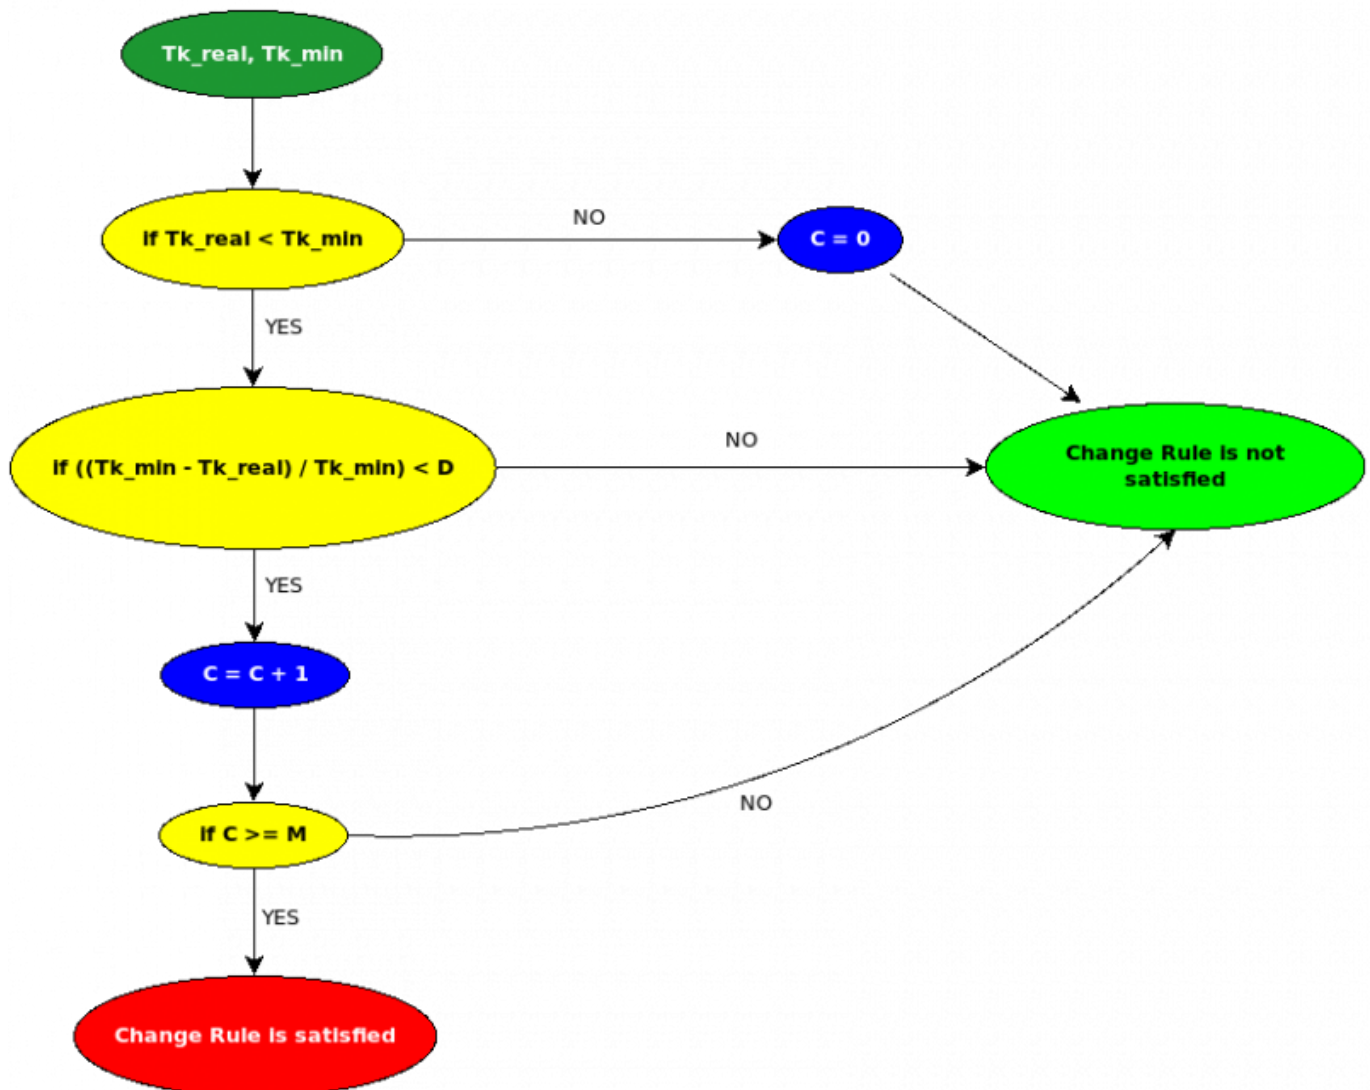 Tk_real, Tk_min
if Tk_real < Tk_min
NO
C = 0
YES
if ((Tk_min - Tk_real) / Tk_min) < D
NO
Change Rule is not
satisfied
YES
C = C + 1
if C >= M
NO
YES
Change Rule is satisfied